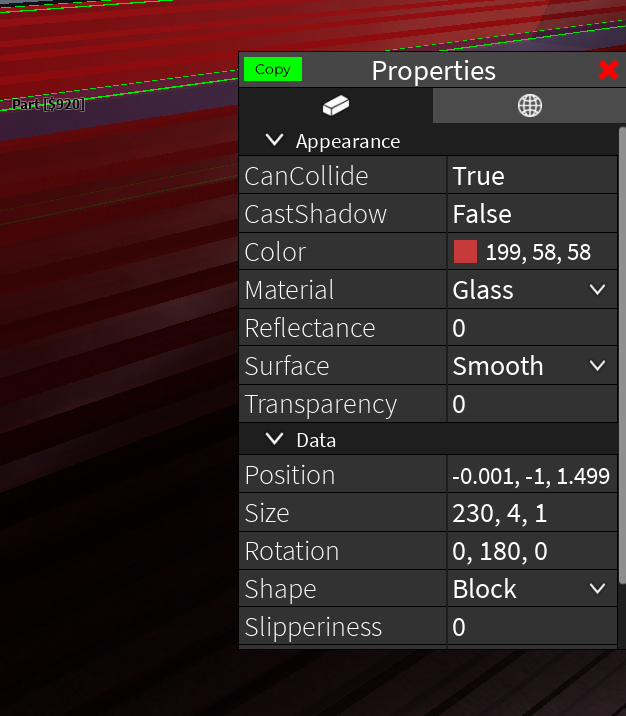 Copy
Properties
Part [$920]
Appearance
CanCollide True
CastShadow False
Color 199, 58, 58
Material Glass
Reflectance 0
Surface Smooth
Transparency 0
Data
Position -0.001, -1, 1.499
Size 230, 4, 1
Rotation 0, 180, 0
Shape Block
Slipperiness 0